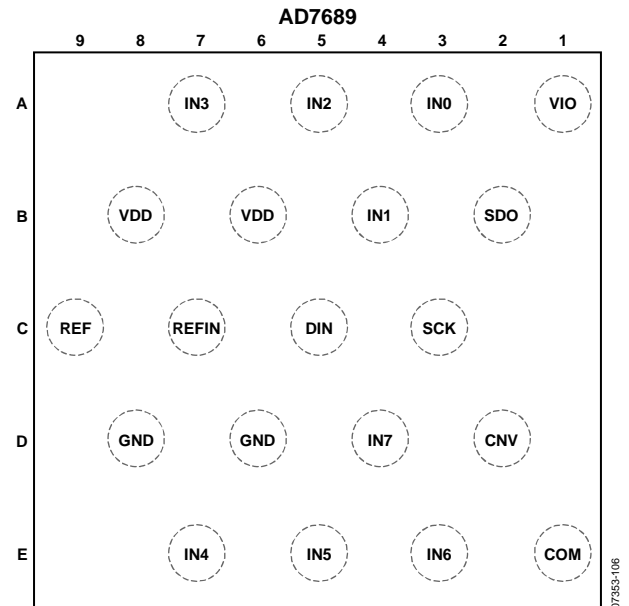 AD7689
9 8 7 6 5 4 3 2 1
A IN3 IN2 IN0 VIO
B VDD VDD IN1 SDO
C REF REFIN DIN SCK
D GND GND IN7 CNV
E IN4 IN5 IN6 COM
07353-106